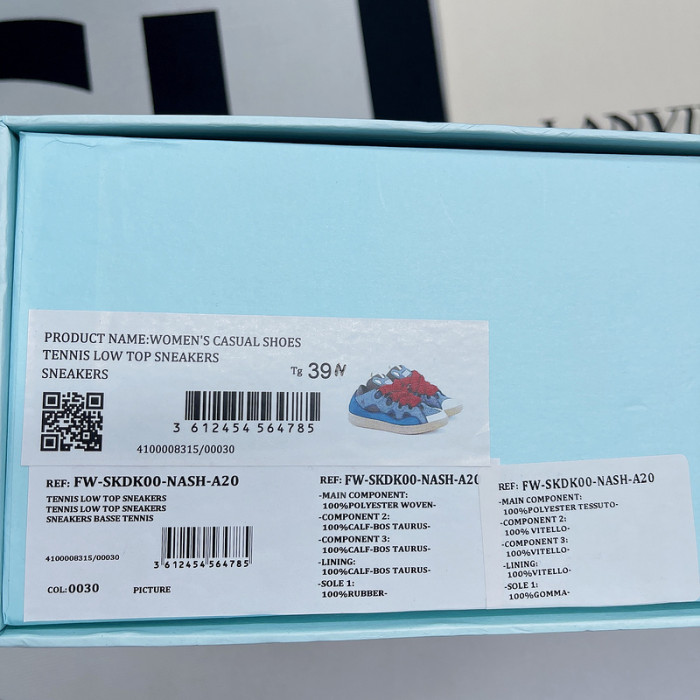 LANVIN
PRODUCT NAME:WOMEN'S CASUAL SHOES
TENNIS LOW TOP SNEAKERS
SNEAKERS
Tg 39
3 612454 564785
4100008315/00030
REF: FW-SKDK00-NASH-A20
TENNIS LOW TOP SNEAKERS
TENNIS LOW TOP SNEAKERS
SNEAKERS BASSE TENNIS
4100008315/00030
3 612454 564785
COL:0030 PICTURE
REF: FW-SKDK00-NASH-A20
-MAIN COMPONENT:
100%POLYESTER WOVEN-
-COMPONENT 2:
100%CALF-BOS TAURUS-
-COMPONENT 3:
100%CALF-BOS TAURUS-
-LINING:
100%CALF-BOS TAURUS-
-SOLE 1:
100%RUBBER-
REF: FW-SKDK00-NASH-A20
-MAIN COMPONENT:
100%POLYESTER TESSUTO-
-COMPONENT 2:
100% VITELLO-
-COMPONENT 3:
100%VITELLO-
-LINING:
100%VITELLO-
-SOLE 1:
100%GOMMA-